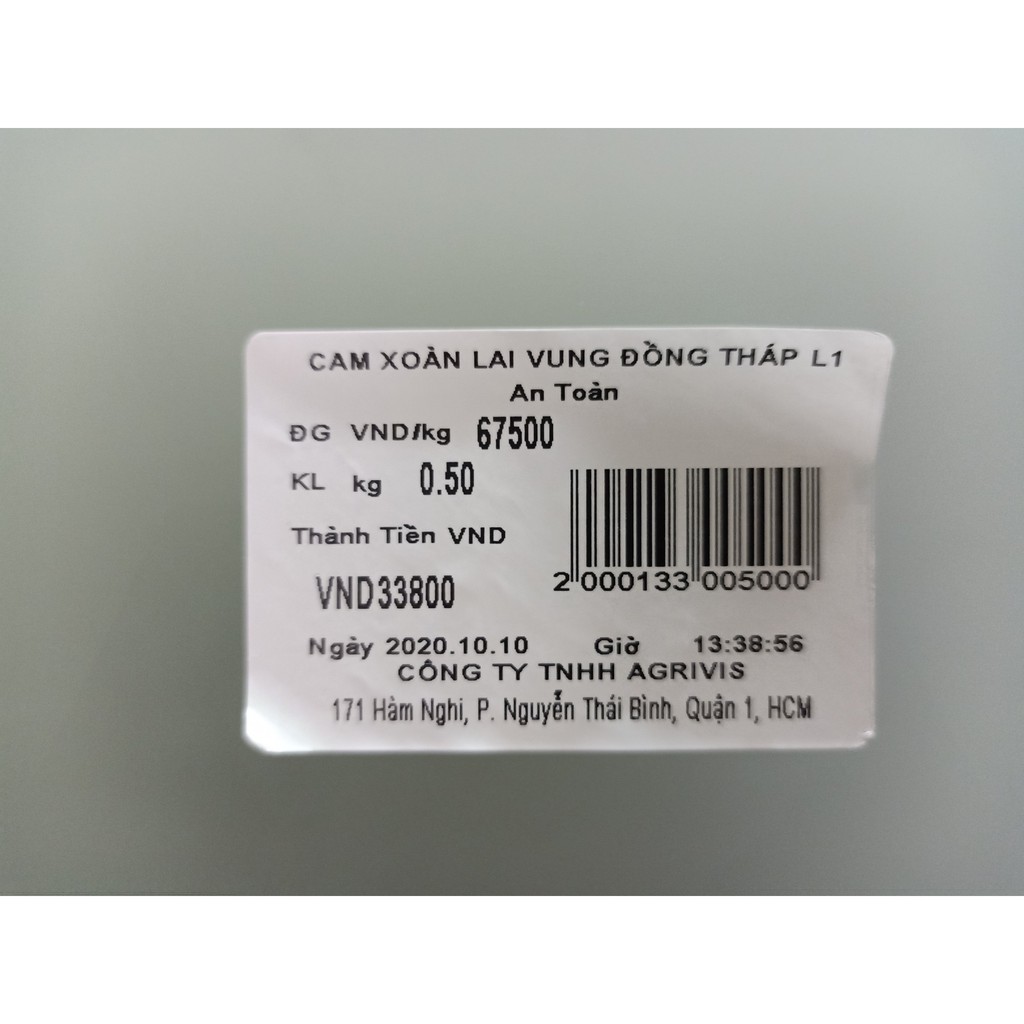 CAM XOÀN LAI VUNG ĐỒNG THÁP L1
An Toàn
ĐG VND/kg 67500
KL kg 0.50
Thành Tiền VND
VND33800
2 000133 005000
Ngày 2020.10.10 Giờ 13:38:56
CÔNG TY TNHH AGRIVIS
171 Hàm Nghi, P. Nguyễn Thái Bình, Quận 1, HCM